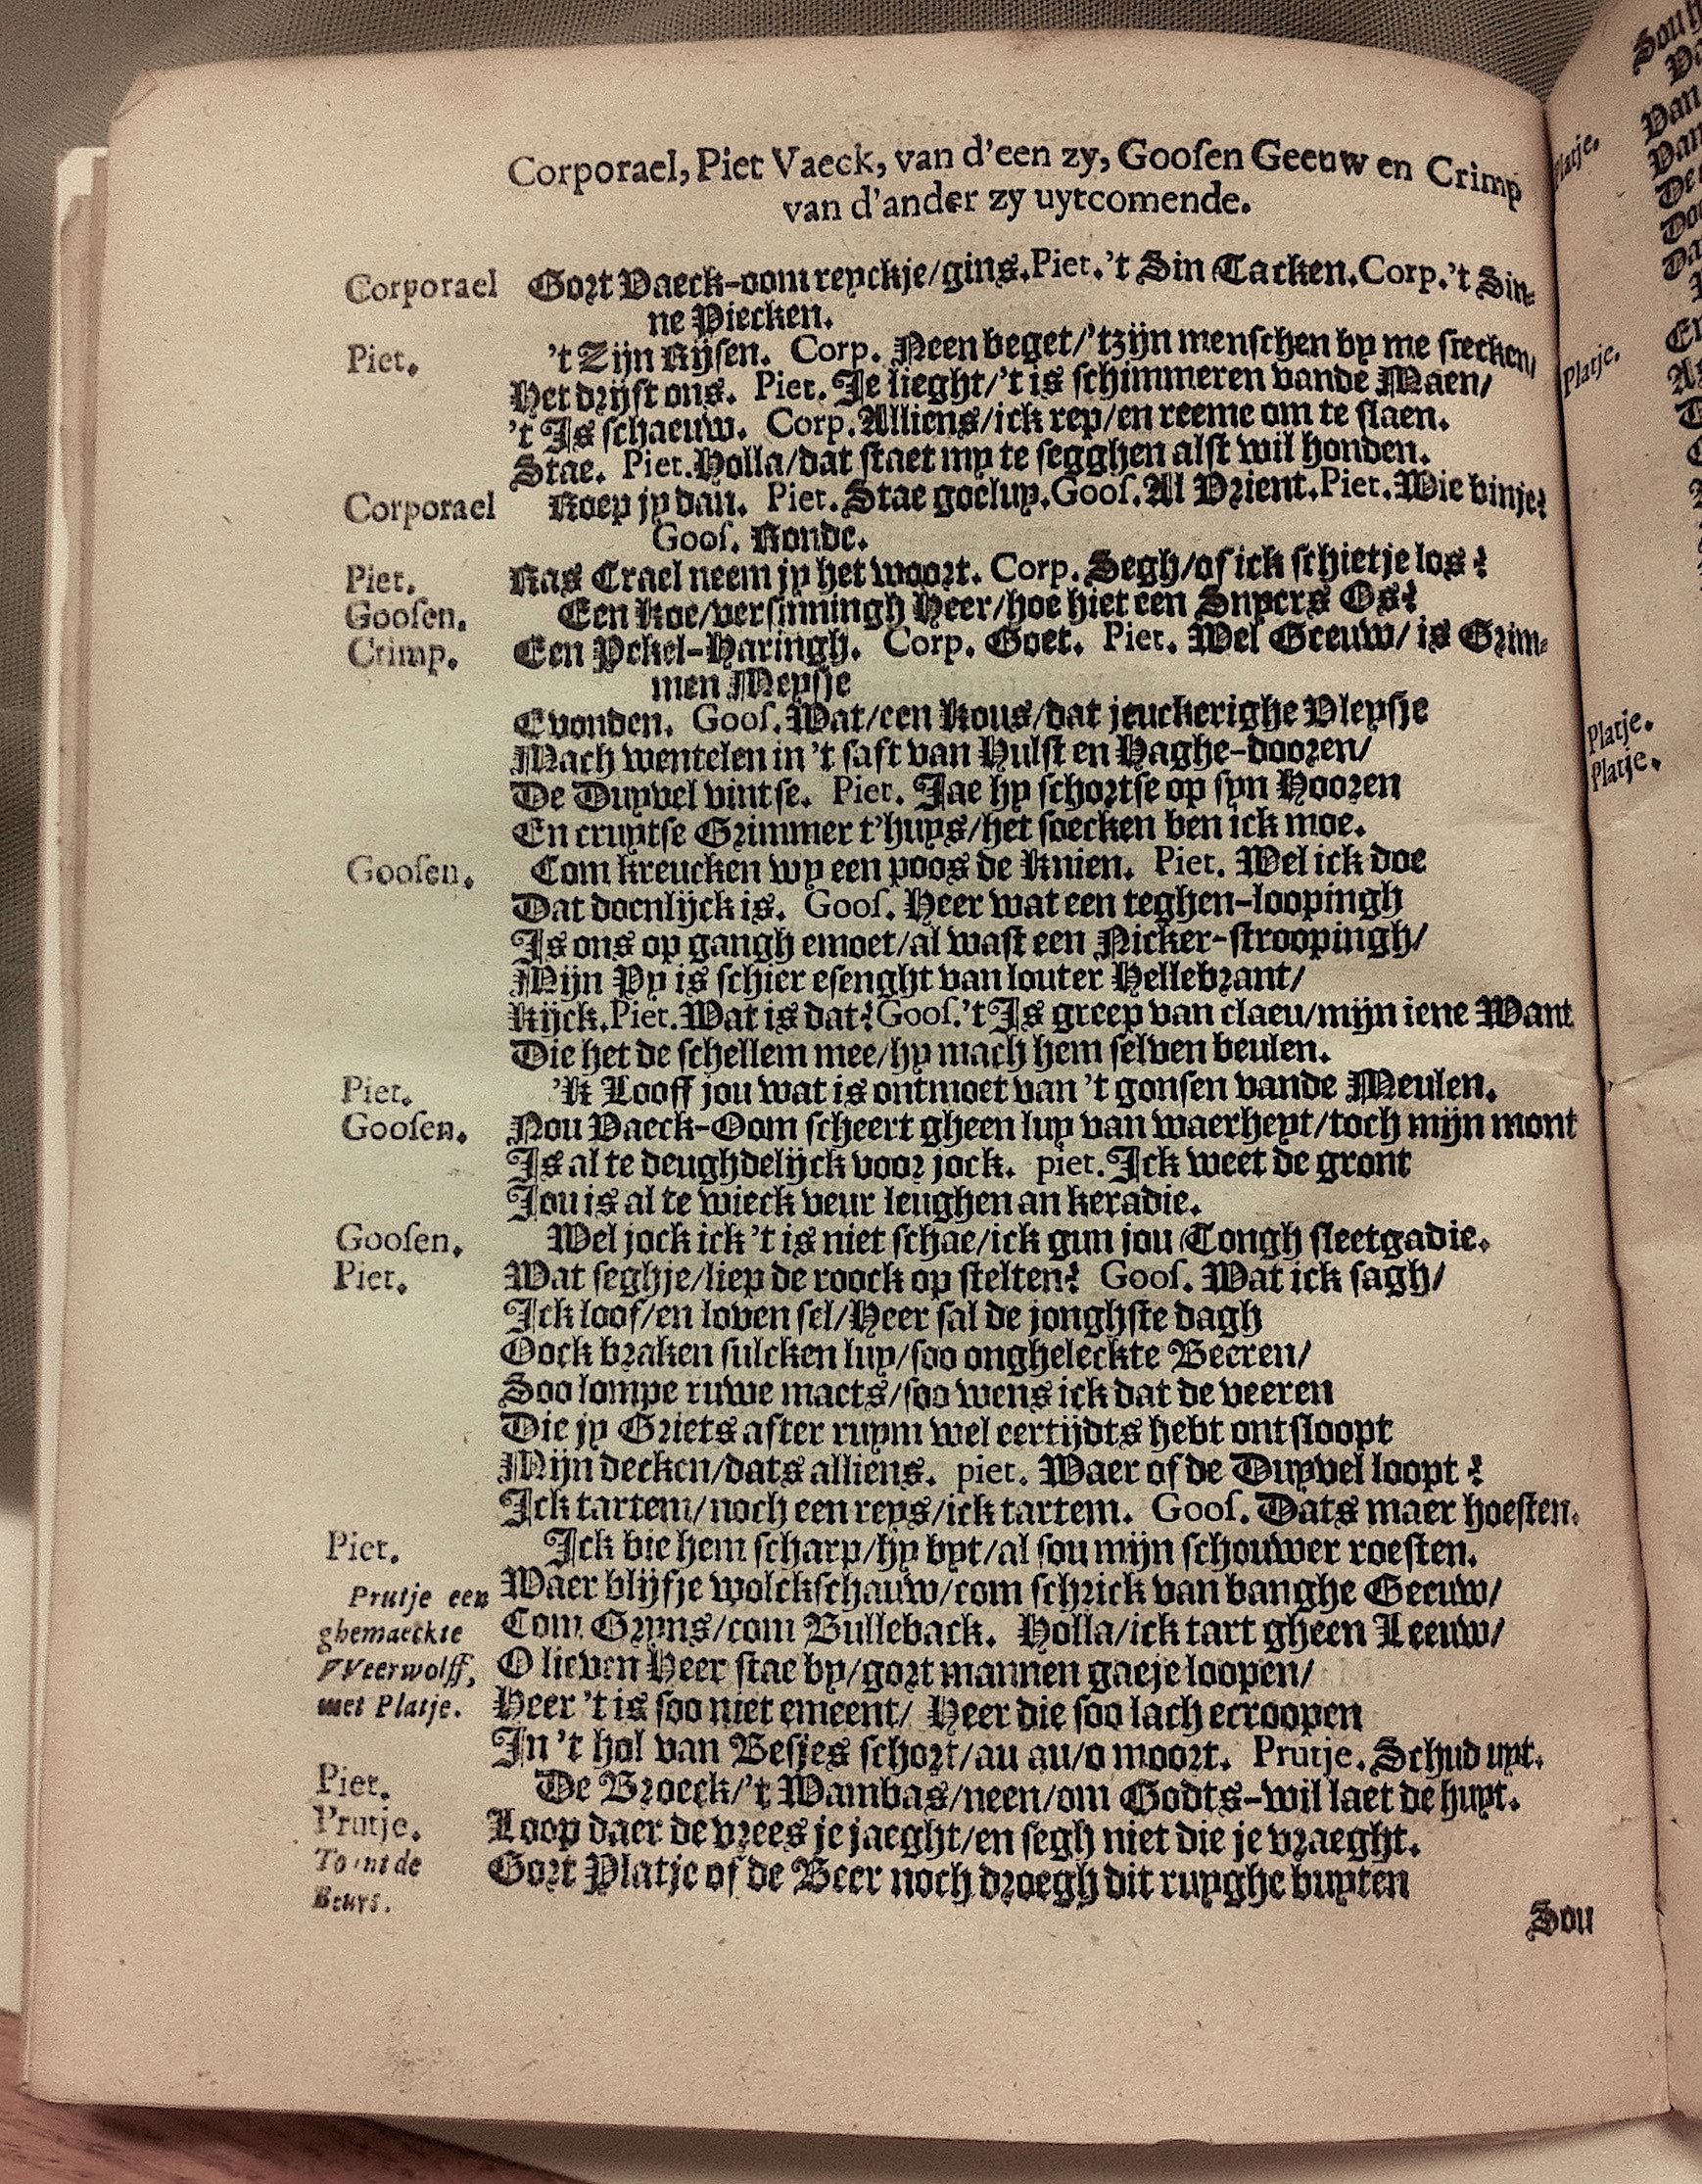 Corporael, Piet Vaeck, van d'een zy, Goosen Geeuw en Crimp
van d'ander zy uytcomende.
Corporael Gort Vaeck-oom reyckje/gins. Piet. 't Sin Tacken. Corp. 't Sin-
ne Piecken.
Piet. 't Zijn Rijsen. Corp. Neen beget/'tzijn menschen by me stecken/
Het drijft ons. Piet. Je lieght/'t is schimmeren vande Maen/
't Is schaeuw. Corp. Alliens/ick rep/en reeme om te slaen.
Stae. Piet. Holla/dat staet my te segghen alst wil honden.
Corporael Roep jy dan. Piet. Stae goeluy. Goos. Al Vrient. Piet. Wie binje?
Goos. Ronde.
Piet. Ras Crael neem jy het woort. Corp. Segh/of ick schietje los?
Goosen. Een Koe/versinningh Heer/hoe hiet een Snyers Os?
Crimp. Een Pekel-Haringh. Corp. Goet. Piet. Wel Geeuw/ is Grim-
men Meysje
Evonden. Goos. Wat/een Kous/dat jeuckerighe Vleysje
Mach wentelen in 't saft van Hulst en Haghe-dooren/
De Duyvel vintse. Piet. Jae hy schortse op syn Hooren
En cruytse Grimmer t'huys/het soecken ben ick moe.
Goosen. Com kreucken wy een poos de Knien. Piet. Wel ick doe
Dat doenlijck is. Goos. Heer wat een teghen-loopingh
Is ons op gangh emoet/al wast een Nicker-stroopingh/
Mijn Py is schier esenght van louter Hellebrant/
Kijck. Piet. Wat is dat? Goos. 't Is greep van claeu/mijn iene Want
Die het de schellem mee/hy mach hem selven beulen.
Piet. 'K Looff jou wat is ontmoet van 't gonsen vande Meulen.
Goosen. Nou Vaeck-Oom scheert gheen luy van waerheyt/toch mijn mont
Is al te deughdelijck voor jock. piet. Ick weet de gront
Jou is al te wieck veur leughen an keradie.
Goosen. Wel jock ick 't is niet schae/ick gun jou Tongh sleetgadie.
Piet. Wat seghje/liep de roock op stelten? Goos. Wat ick sagh/
Ick loof/en loven sel/Heer sal de jonghste dagh
Oock braken sulcken luy/soo ongheleckte Beeren/
Soo lompe ruwe maets/soo wens ick dat de veeren
Die jy Griets after ruym wel eertijdts hebt ontsloopt
Mijn decken/dats alliens. piet. Waer of de Duyvel loopt?
Ick tartem/noch een reys/ick tartem. Goos. Dats maer hoesten.
Piet. Ick bie hem scharp/hy byt/al sou mijn schouwer roesten.
Prutje een Waer blijfje wolckschauw/com schrick van banghe Geeuw/
ghemaeckte Com Gryns/com Bulleback. Holla/ick tart gheen Leeuw/
VVeerwolff, O lieven Heer stae by/gort mannen gaeje loopen/
met Platje. Heer 't is soo niet emeent/ Heer die soo lach ecroopen
In 't hol van Besjes schort/au au/o moort. Prutje. Schud uyt.
Piet. De Broeck/'t Wambas/neen/om Godts-wil laet de huyt.
Prutje. Loop daer de vrees je jaeght/en segh niet die je vraeght.
Toont de Gort Platje of de Beer noch droegh dit ruyghe buyten
Beurs.
Sou
Platje.
Platje.
Platje.
Platje.